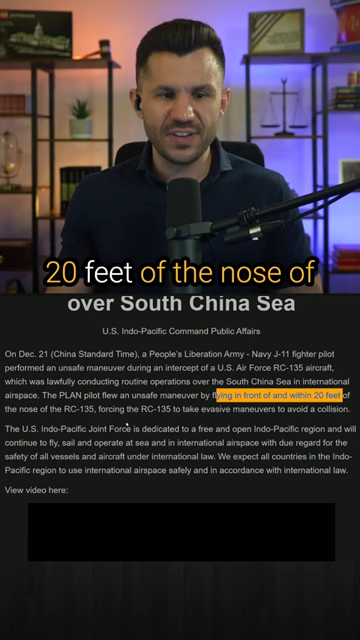 20 feet of the nose of
over South China Sea
U.S. Indo-Pacific Command Public Affairs
On Dec. 21 (China Standard Time), a People's Liberation Army - Navy J-11 fighter pilot
performed an unsafe maneuver during an intercept of a U.S. Air Force RC-135 aircraft,
which was lawfully conducting routine operations over the South China Sea in international
airspace. The PLAN pilot flew an unsafe maneuver by flying in front of and within 20 feet of
the nose of the RC-135, forcing the RC-135 to take evasive maneuvers to avoid a collision.
The U.S. Indo-Pacific Joint Force is dedicated to a free and open Indo-Pacific region and will
continue to fly, sail and operate at sea and in international airspace with due regard for the
safety of all vessels and aircraft under international law. We expect all countries in the Indo-
Pacific region to use international airspace safely and in accordance with international law.
View video here: